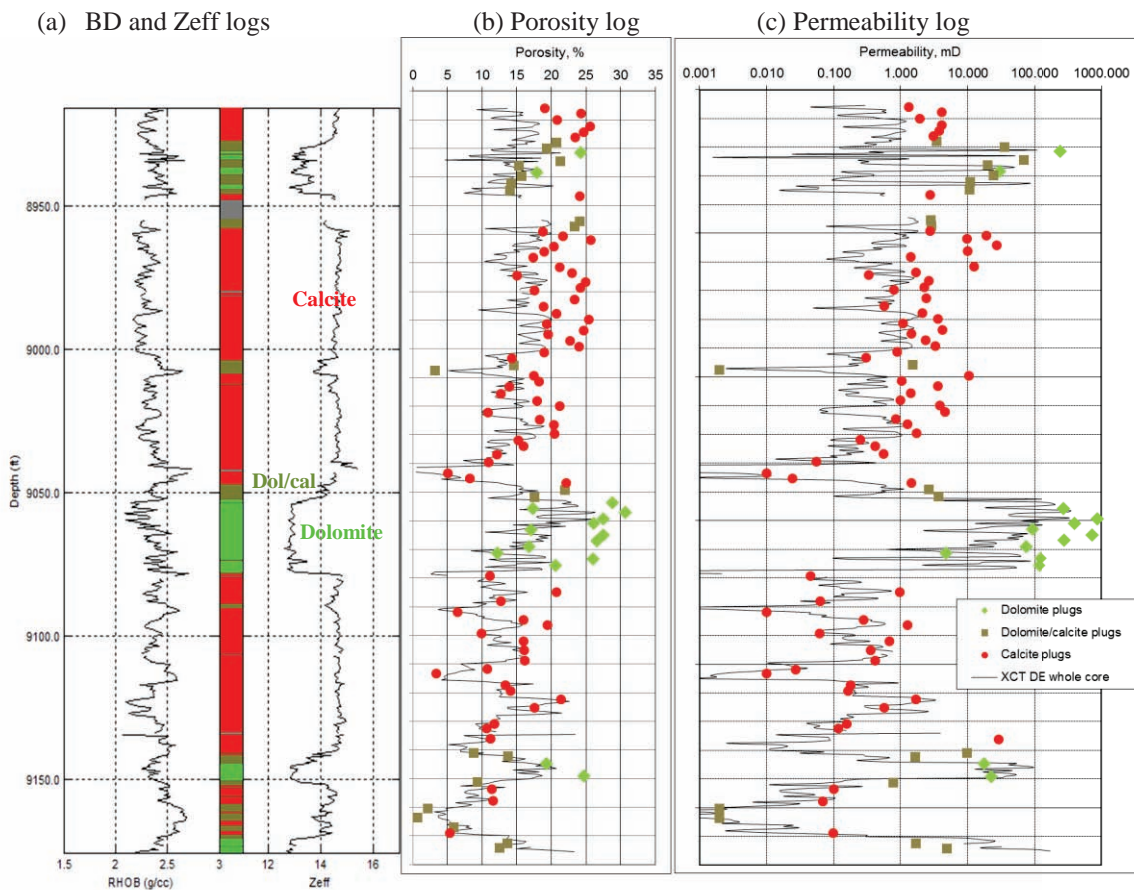 (a) BD and Zeff logs
(b) Porosity log
(c) Permeability log
Porosity, %
0 5 10 15 20 25 30 35
Permeability, mD
0.001 0.010 0.100 1.000 10.000 100.000 1000.000
Depth (ft)
8950.0
9000.0
9050.0
9100.0
9150.0
Calcite
Dol/cal
Dolomite
Dolomite plugs
Dolomite/calcite plugs
Calcite plugs
XCT DE whole core
1.5 2 2.5 3 12 14 16
RHOB (g/cc) Zeff